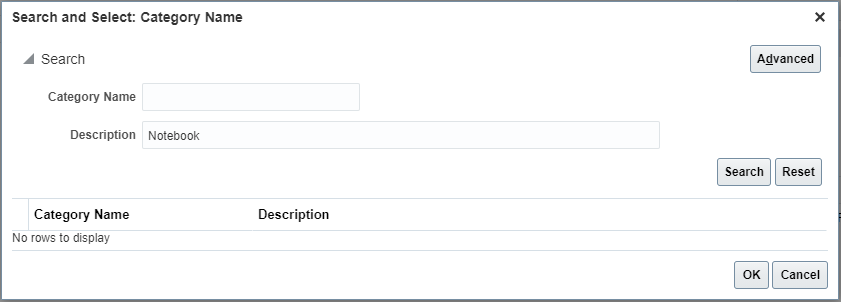 Search and Select: Category Name
Search
Advanced
Category Name
Description Notebook
Search Reset
Category Name Description
No rows to display
OK Cancel